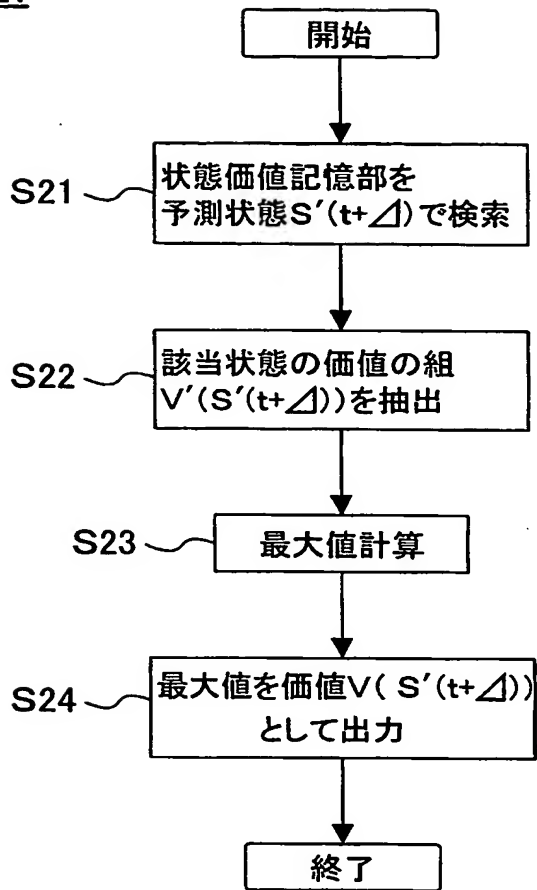 開始
S21
状態価値記憶部を
予測状態S′(t+⊿)で検索
S22
該当状態の価値の組
V′(S′(t+⊿))を抽出
S23
最大値計算
S24
最大値を価値V( S′(t+⊿))
として出力
終了